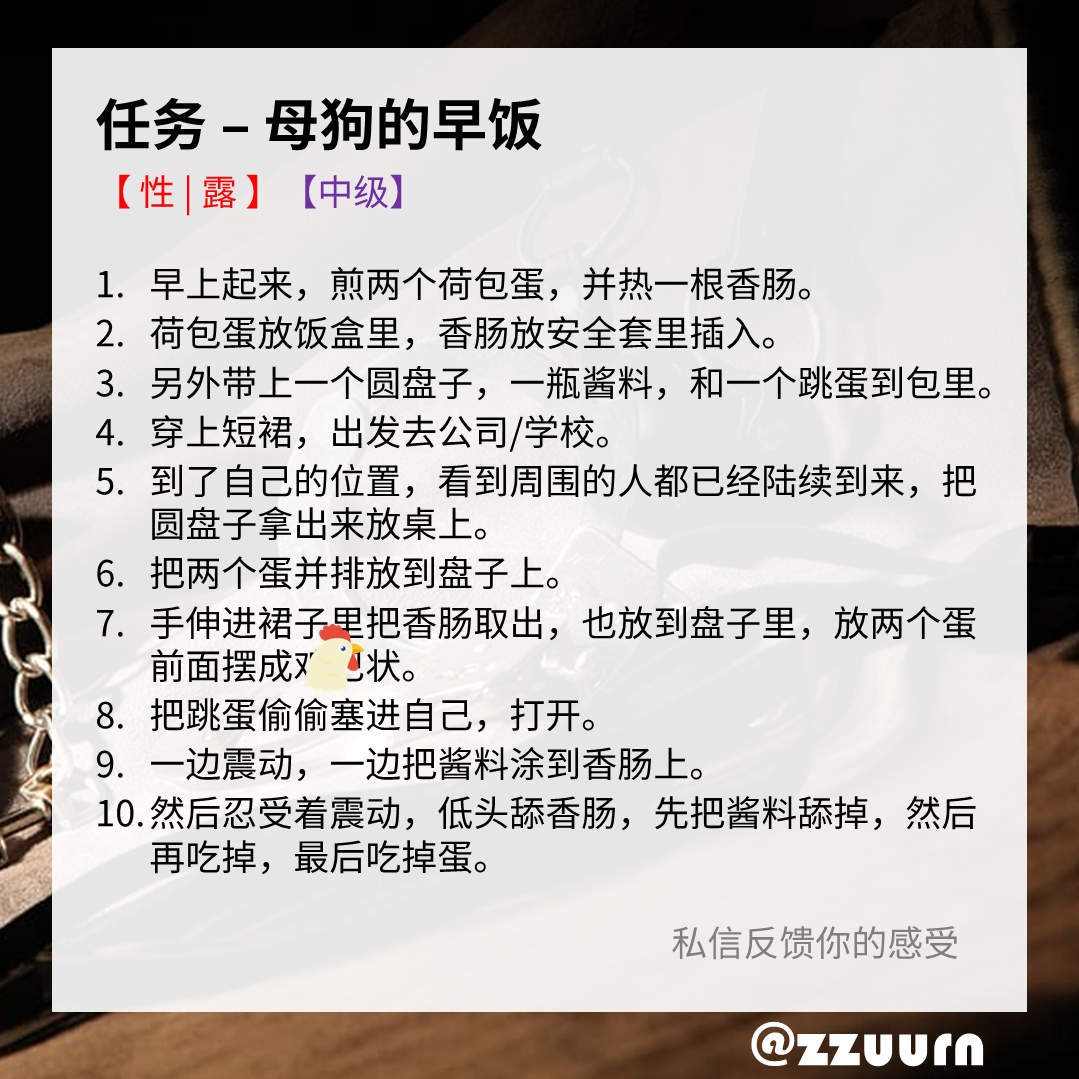 任务 – 母狗的早饭
【 性 | 露 】 【中级】
1. 早上起来，煎两个荷包蛋，并热一根香肠。
2. 荷包蛋放饭盒里，香肠放安全套里插入。
3. 另外带上一个圆盘子，一瓶酱料，和一个跳蛋到包里。
4. 穿上短裙，出发去公司/学校。
5. 到了自己的位置，看到周围的人都已经陆续到来，把
圆盘子拿出来放桌上。
6. 把两个蛋并排放到盘子上。
7. 手伸进裙子里把香肠取出，也放到盘子里，放两个蛋
前面摆成状。
8. 把跳蛋偷偷塞进自己，打开。
9. 一边震动，一边把酱料涂到香肠上。
10. 然后忍受着震动，低头舔香肠，先把酱料舔掉，然后
再吃掉，最后吃掉蛋。
私信反馈你的感受
@zzuurn